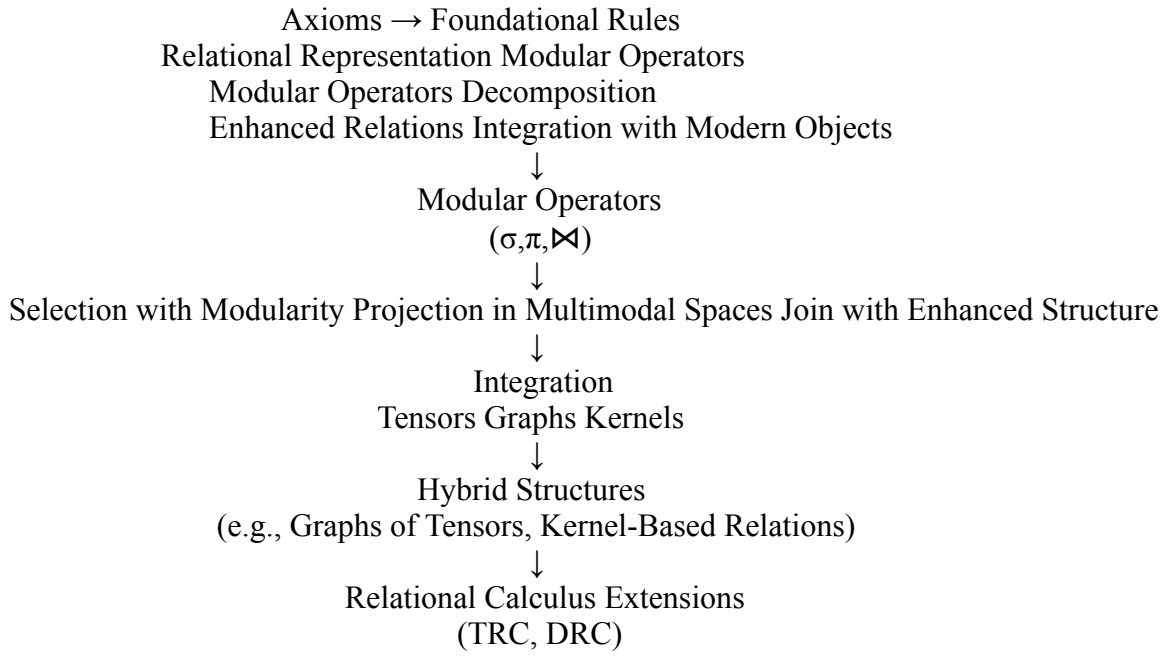 Axioms → Foundational Rules
Relational Representation Modular Operators
Modular Operators Decomposition
Enhanced Relations Integration with Modern Objects
↓
Modular Operators
(σ,π,⋈)
↓
Selection with Modularity Projection in Multimodal Spaces Join with Enhanced Structure
↓
Integration
Tensors Graphs Kernels
↓
Hybrid Structures
(e.g., Graphs of Tensors, Kernel-Based Relations)
↓
Relational Calculus Extensions
(TRC, DRC)